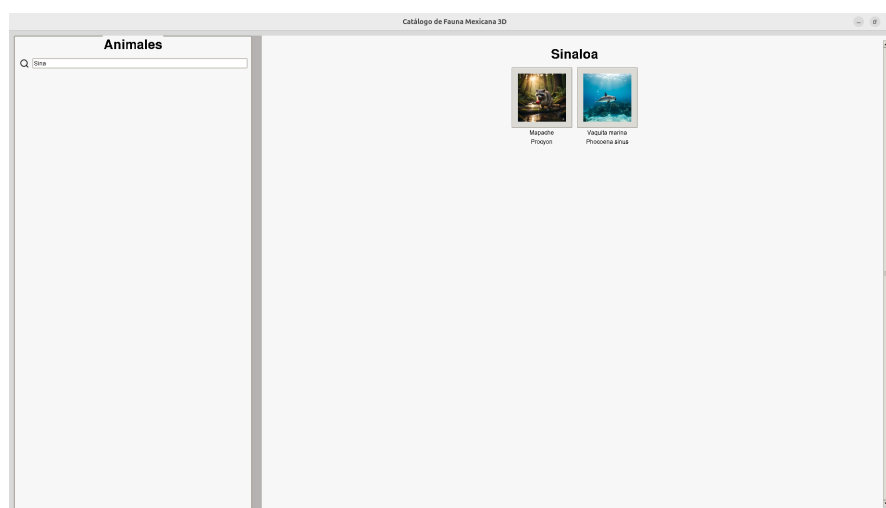 Catálogo de Fauna Mexicana 3D
Animales
Sina
Sinaloa
Mapache
Procyon
Vaquita marina
Phocoena sinus